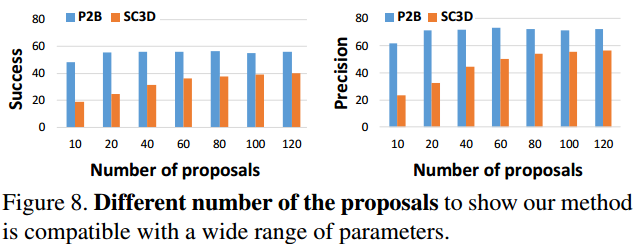 P2B SC3D
80
60
40
20
0
Success
10 20 40 60 80 100 120
Number of proposals
P2B SC3D
80
60
40
20
0
Precision
10 20 40 60 80 100 120
Number of proposals
Figure 8. Different number of the proposals to show our method
is compatible with a wide range of parameters.